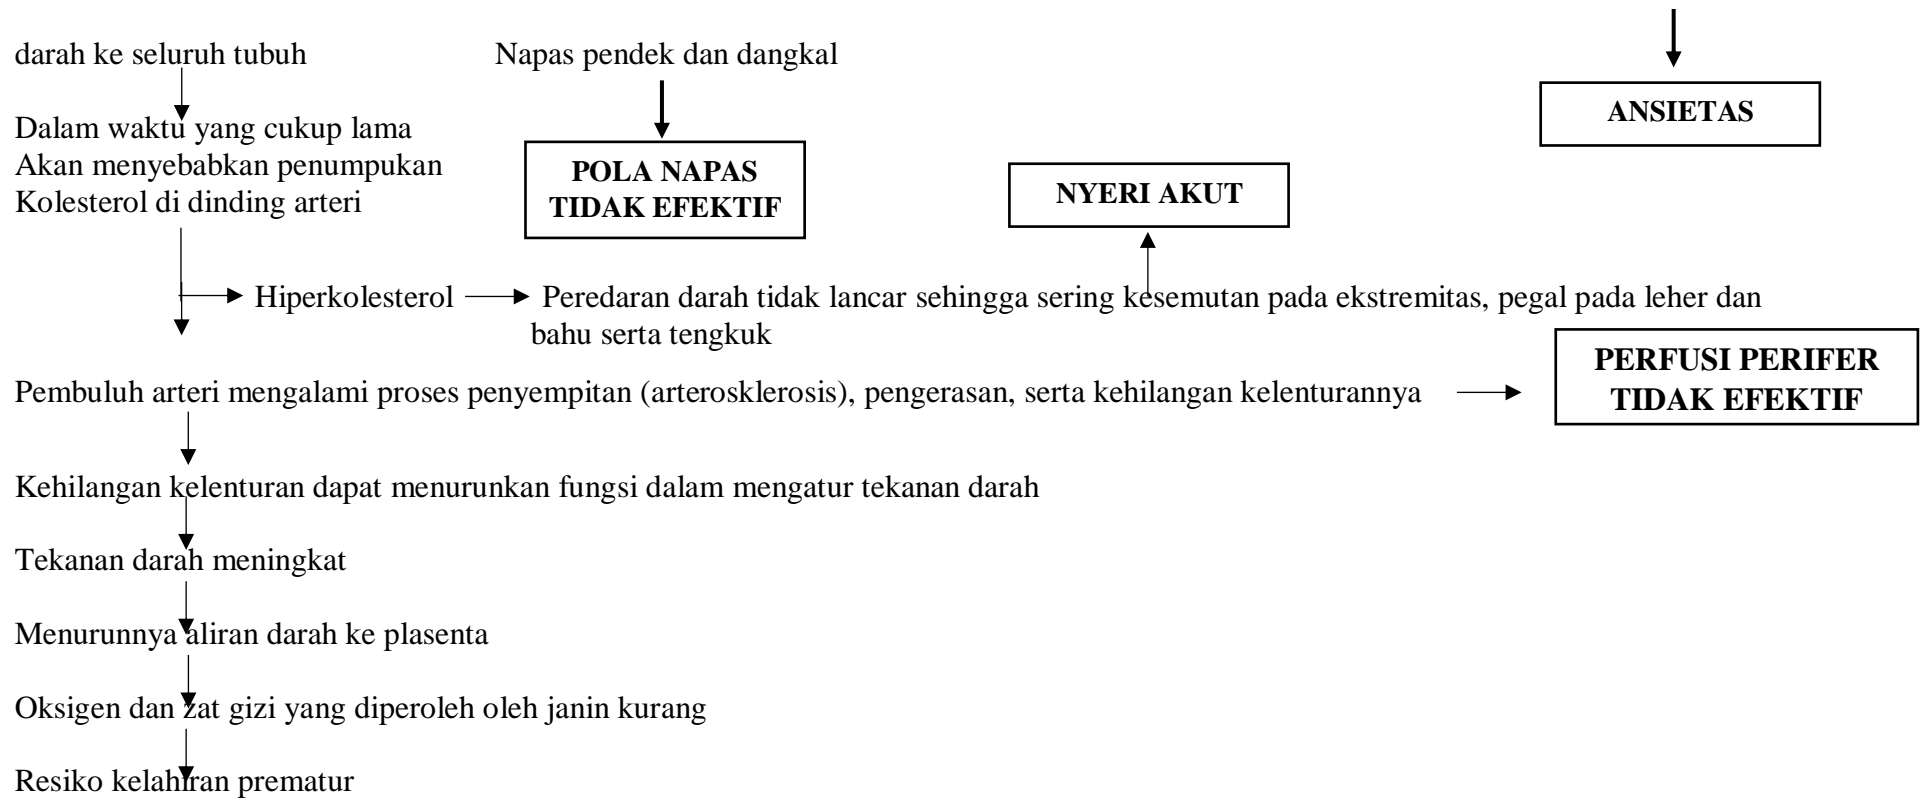 darah ke seluruh tubuh
Napas pendek dan dangkal
Dalam waktu yang cukup lama
Akan menyebabkan penumpukan
Kolesterol di dinding arteri
POLA NAPAS
TIDAK EFEKTIF
NYERI AKUT
ANSIETAS
Hiperkolesterol
Peredaran darah tidak lancar sehingga sering kesemutan pada ekstremitas, pegal pada leher dan
bahu serta tengkuk
Pembuluh arteri mengalami proses penyempitan (arterosklerosis), pengerasan, serta kehilangan kelenturannya
PERFUSI PERIFER
TIDAK EFEKTIF
Kehilangan kelenturan dapat menurunkan fungsi dalam mengatur tekanan darah
Tekanan darah meningkat
Menurunnya aliran darah ke plasenta
Oksigen dan zat gizi yang diperoleh oleh janin kurang
Resiko kelahiran prematur